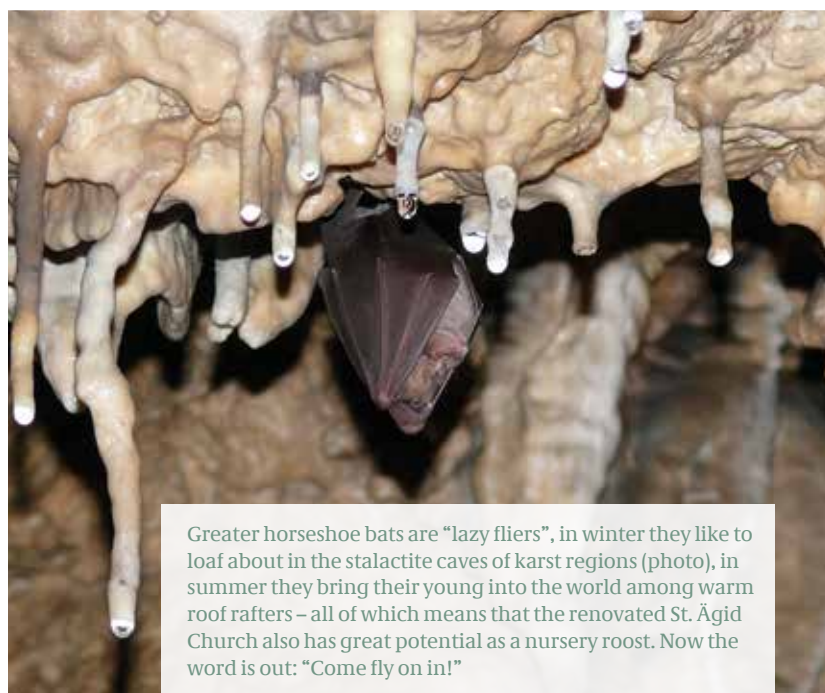 Greater horseshoe bats are “lazy fliers”, in winter they like to
loaf about in the stalactite caves of karst regions (photo), in
summer they bring their young into the world among warm
roof rafters – all of which means that the renovated St. Ägid
Church also has great potential as a nursery roost. Now the
word is out: “Come fly on in!”